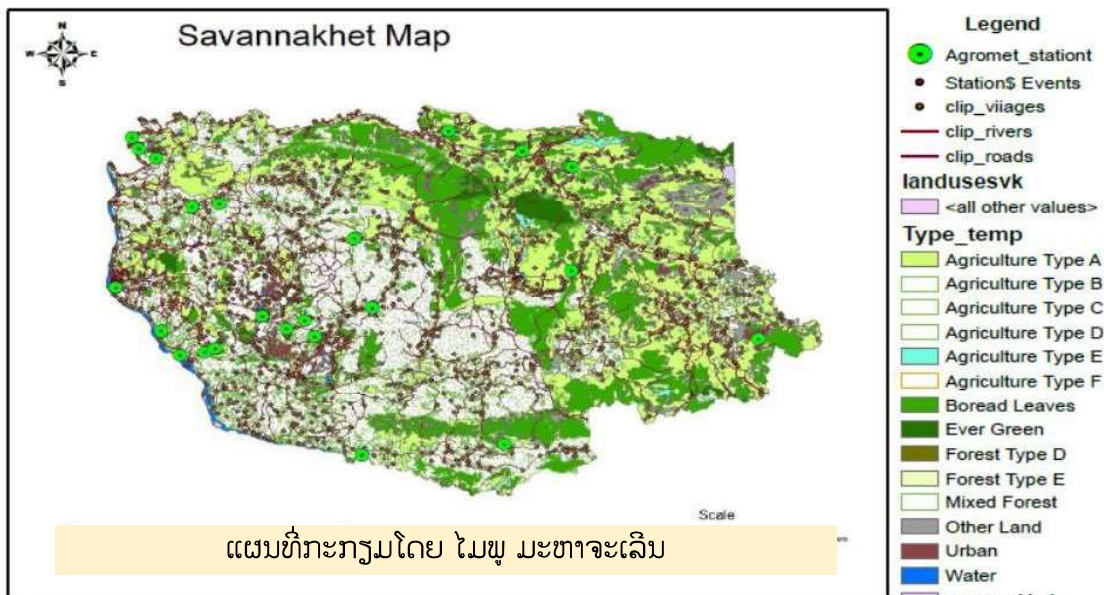 Savannakhet Map
N
W
E
S
Scale
ແຜນທີ່ກະກຽມໂດຍ ໄມພູ ມະຫາຈະເລີນ
Legend
Agromet_stationt
Station$ Events
clip_viiages
clip_rivers
clip_roads
landusesvk
<all other values>
Type_temp
Agriculture Type A
Agriculture Type B
Agriculture Type C
Agriculture Type D
Agriculture Type E
Agriculture Type F
Boread Leaves
Ever Green
Forest Type D
Forest Type E
Mixed Forest
Other Land
Urban
Water